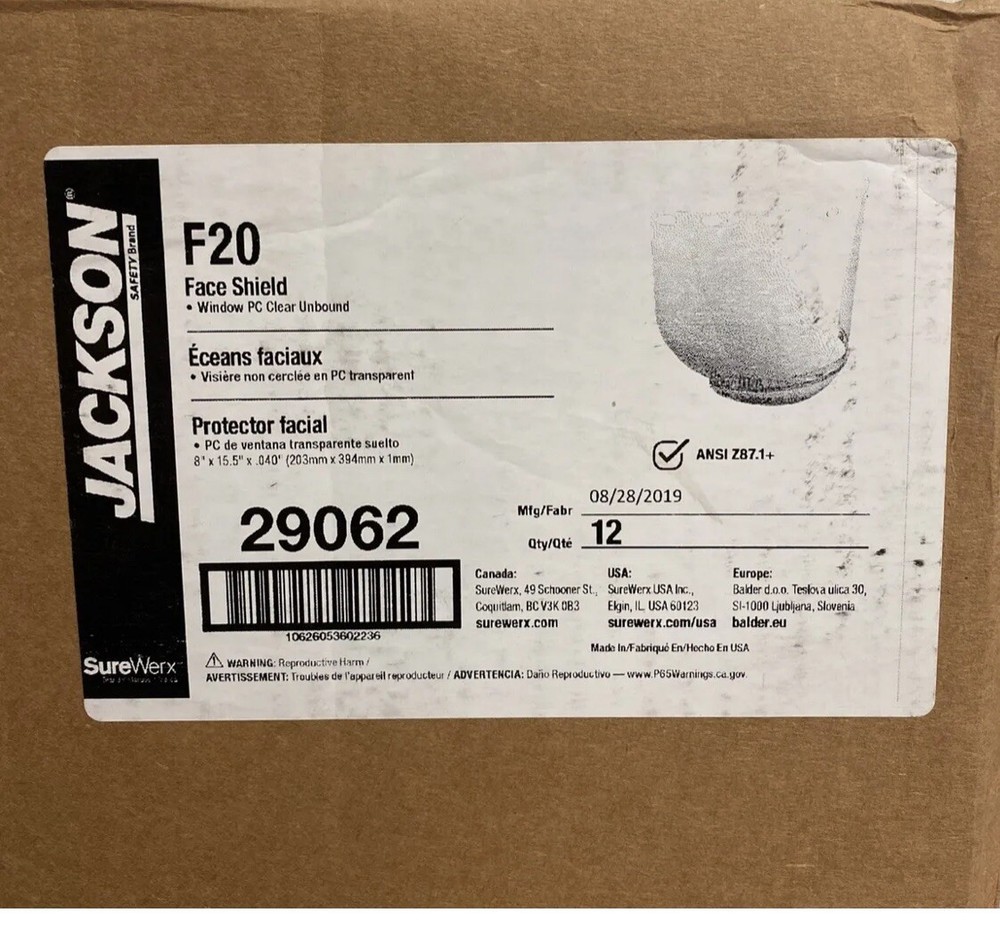 JACKSON®
SAFETY Brand
F20
Face Shield
• Window PC Clear Unbound
Éceans faciaux
• Visière non cerclée en PC transparent
Protector facial
• PC de ventana transparente suelto
8" x 15.5" x .040" (203mm x 394mm x 1mm)
ANSI Z87.1+
29062
Mfg/Fabr 08/28/2019
Qty/Qté 12
10626053602236
Canada:
SureWerx, 49 Schooner St.,
Coquitlam, BC V3K 0B3
surewerx.com
USA:
SureWerx USA Inc.,
Elgin, IL, USA 60123
surewerx.com/usa
Europe:
Balder d.o.o. Teslova ulica 30,
SI-1000 Ljubljana, Slovenia
balder.eu
Made In/Fabriqué En/Hecho En USA
SureWerx
WARNING: Reproductive Harm /
AVERTISSEMENT: Troubles de l'appareil reproducteur / ADVERTENCIA: Daño Reproductivo — www.P65Warnings.ca.gov